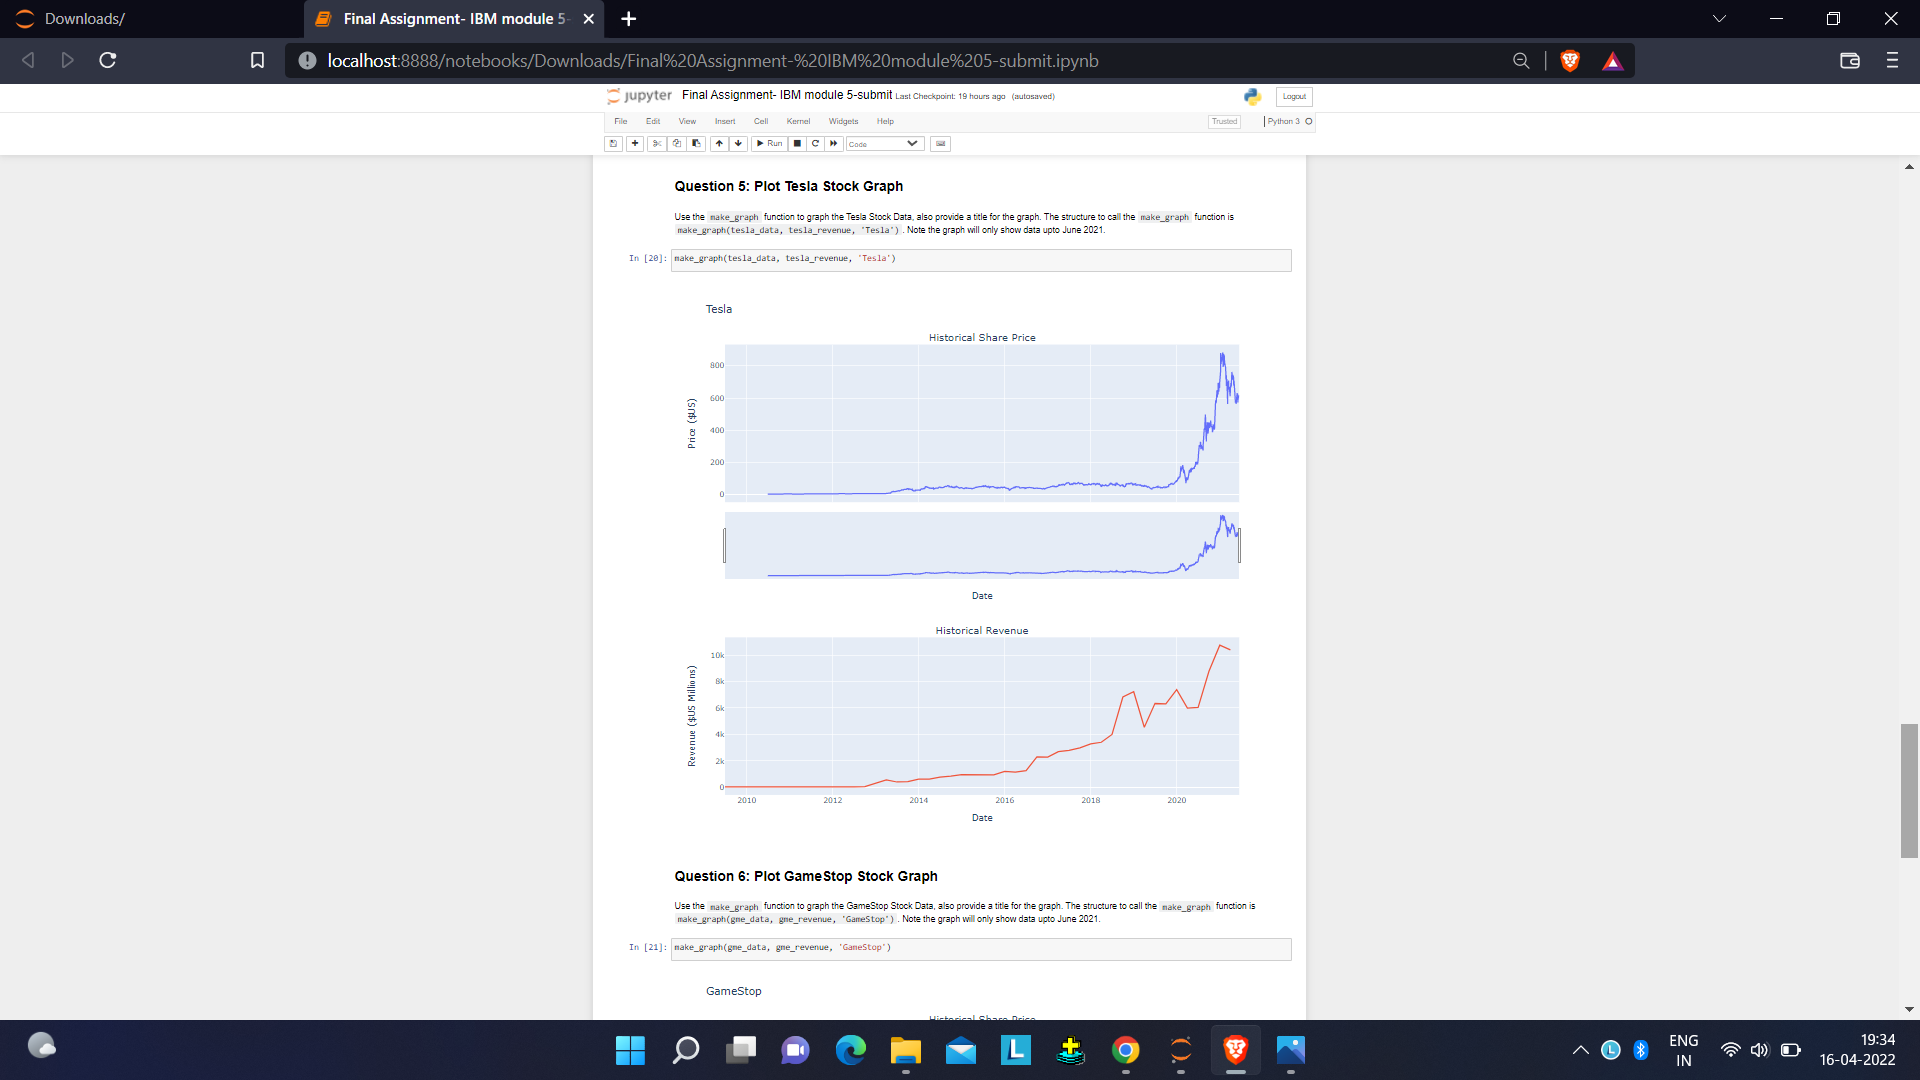 Downloads/
Final Assignment- IBM module 5-
localhost:8888/notebooks/Downloads/Final%20Assignment-%20IBM%20module%205-submit.ipynb
jupyter Final Assignment- IBM module 5-submit Last Checkpoint: 19 hours ago (autosaved)
Logout
File Edit View Insert Cell Kernel Widgets Help
Trusted Python 3
Run Code
Question 5: Plot Tesla Stock Graph
Use the make_graph function to graph the Tesla Stock Data, also provide a title for the graph. The structure to call the make_graph function is
make_graph(tesla_data, tesla_revenue, 'Tesla') . Note the graph will only show data upto June 2021.
In [20]: make_graph(tesla_data, tesla_revenue, 'Tesla')
Tesla
Historical Share Price
Price ($US)
800
600
400
200
0
Date
Historical Revenue
Revenue ($US Millions)
10k
8k
6k
4k
2k
0
2010 2012 2014 2016 2018 2020
Date
Question 6: Plot GameStop Stock Graph
Use the make_graph function to graph the GameStop Stock Data, also provide a title for the graph. The structure to call the make_graph function is
make_graph(gme_data, gme_revenue, 'GameStop') . Note the graph will only show data upto June 2021.
In [21]: make_graph(gme_data, gme_revenue, 'GameStop')
GameStop
Historical Share Price
L
L
ENG
IN
19:34
16-04-2022